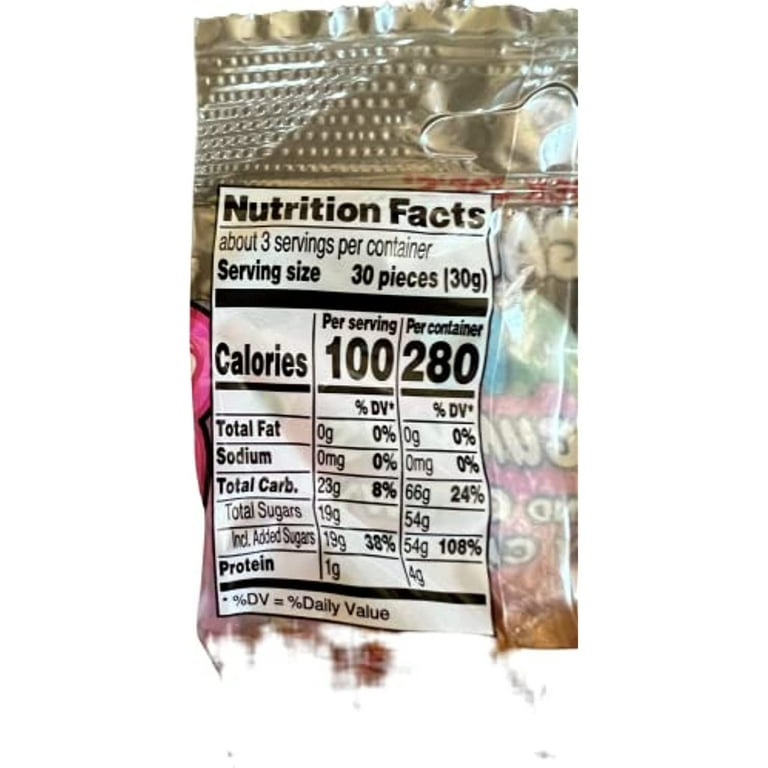 Nutrition Facts
about 3 servings per container
Serving size 30 pieces (30g)
Per serving Per container
Calories 100 280
% DV* % DV*
Total Fat 0g 0% 0g 0%
Sodium 0mg 0% 0mg 0%
Total Carb. 23g 8% 66g 24%
Total Sugars 19g 54g
Incl. Added Sugars 19g 38% 54g 108%
Protein 1g 4g
* %DV = %Daily Value